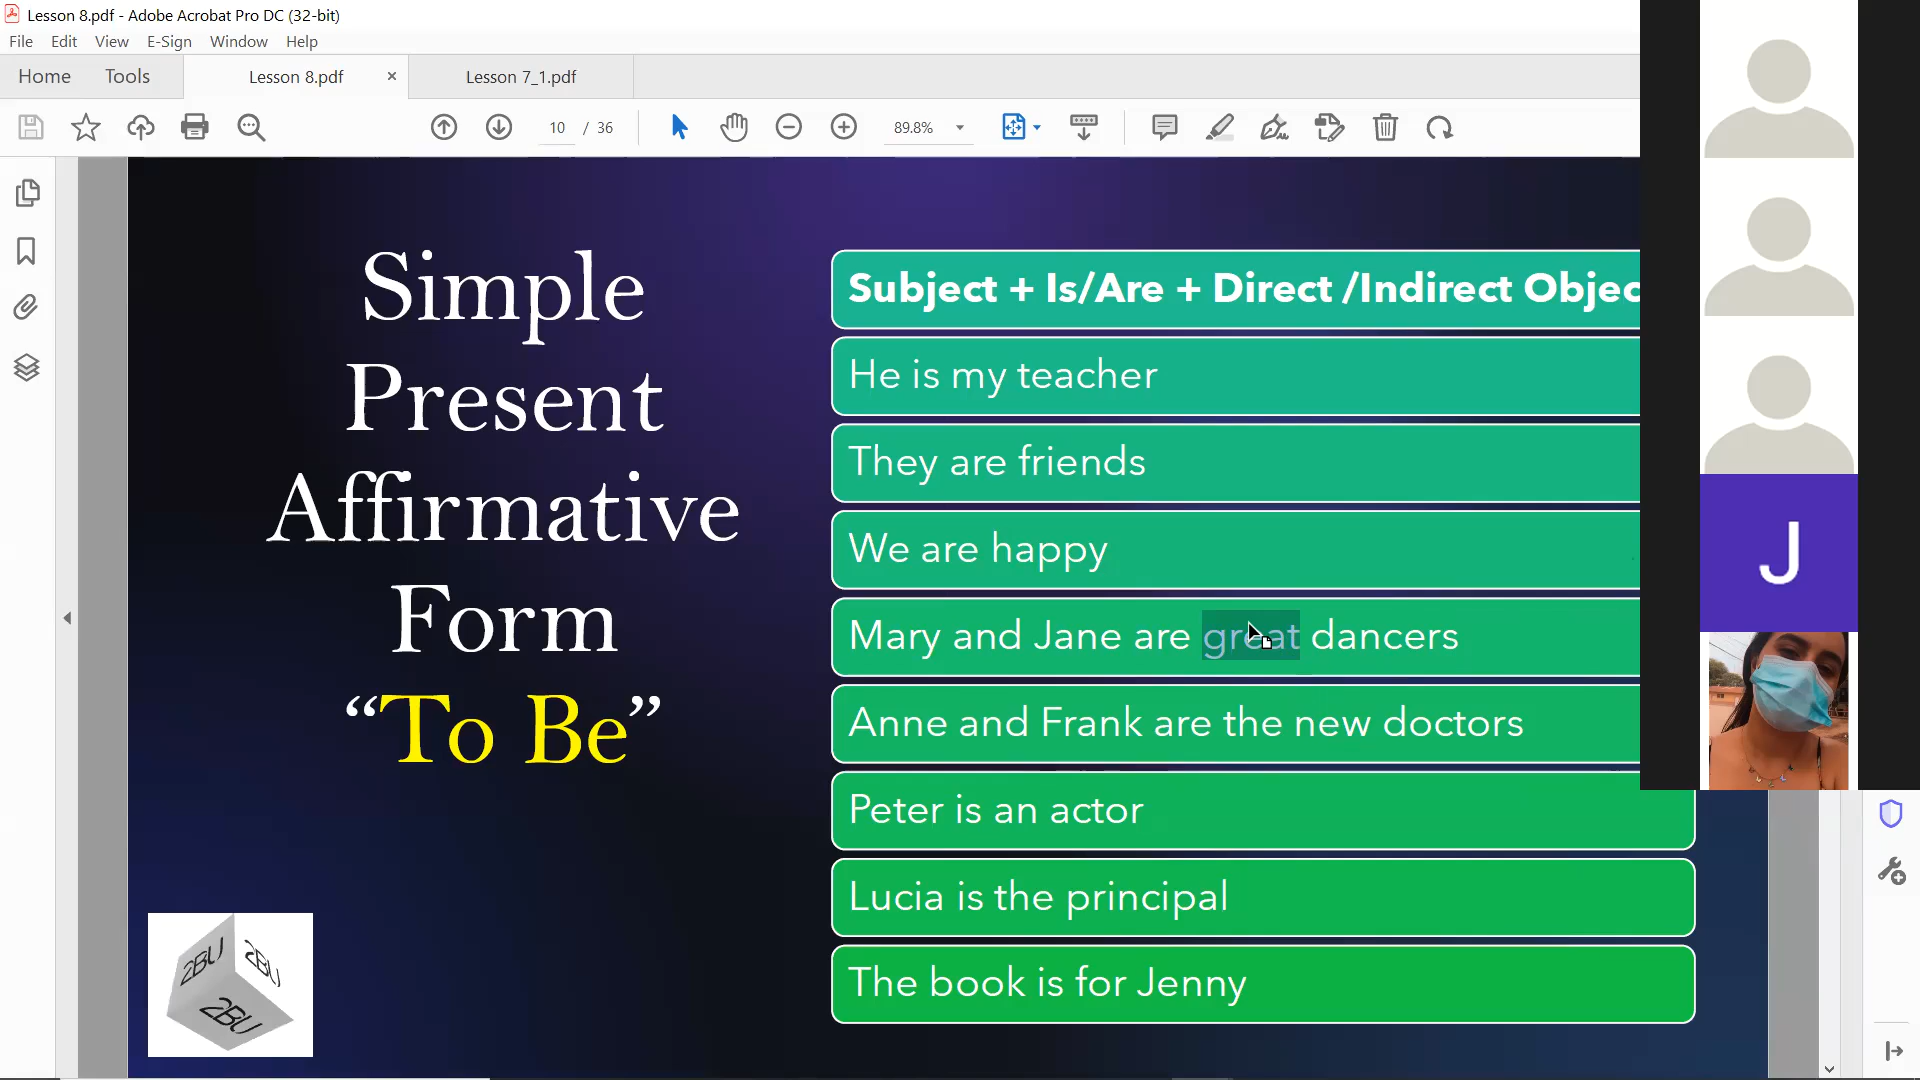 Lesson 8.pdf - Adobe Acrobat Pro DC (32-bit)
File Edit View E-Sign Window Help
Home Tools Lesson 8.pdf × Lesson 7_1.pdf
10 / 36 89.8%
Simple
Present
Affirmative
Form
“To Be”
Subject + Is/Are + Direct /Indirect Objec
He is my teacher
They are friends
We are happy
Mary and Jane are great dancers
Anne and Frank are the new doctors
Peter is an actor
Lucia is the principal
The book is for Jenny
J
2BU 2BU
2BU